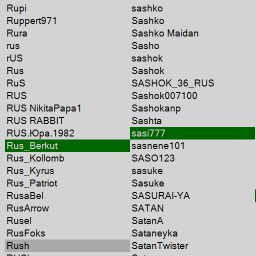 Rupi
Ruppert971
Rura
rus
rUS
Rus
RuS
RUS
RUS NikitaPapa1
RUS RABBIT
RUS.Юра.1982
Rus_Berkut
Rus_Kollomb
Rus_Kyrus
Rus_Patriot
RusaBel
RusArrow
Rusel
RusFoks
RusGuns
Rush
sashko
Sashko
Sashko Maidan
Sasho
sashok
Sashok
SASHOK_36_RUS
Sashok007100
Sashokanp
Sashta
sasi777
sasnene101
SASO123
sasuke
Sasuke
SASURAI-YA
SATAN
SatanA
Sataneyka
SatanTwister